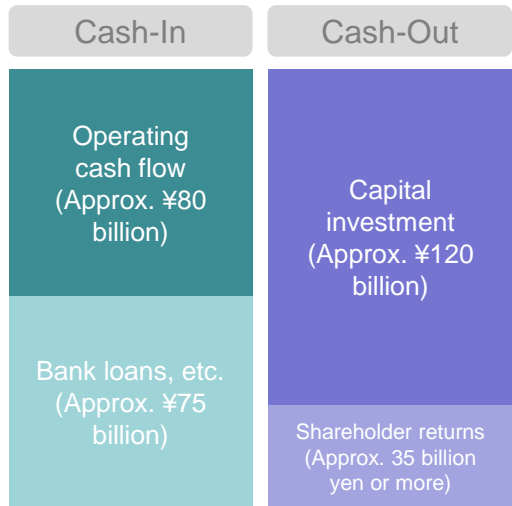 Cash-In
Cash-Out
Operating
cash flow
(Approx. ¥80
billion)
Bank loans, etc.
(Approx. ¥75
billion)
Capital
investment
(Approx. ¥120
billion)
Shareholder returns
(Approx. 35 billion
yen or more)